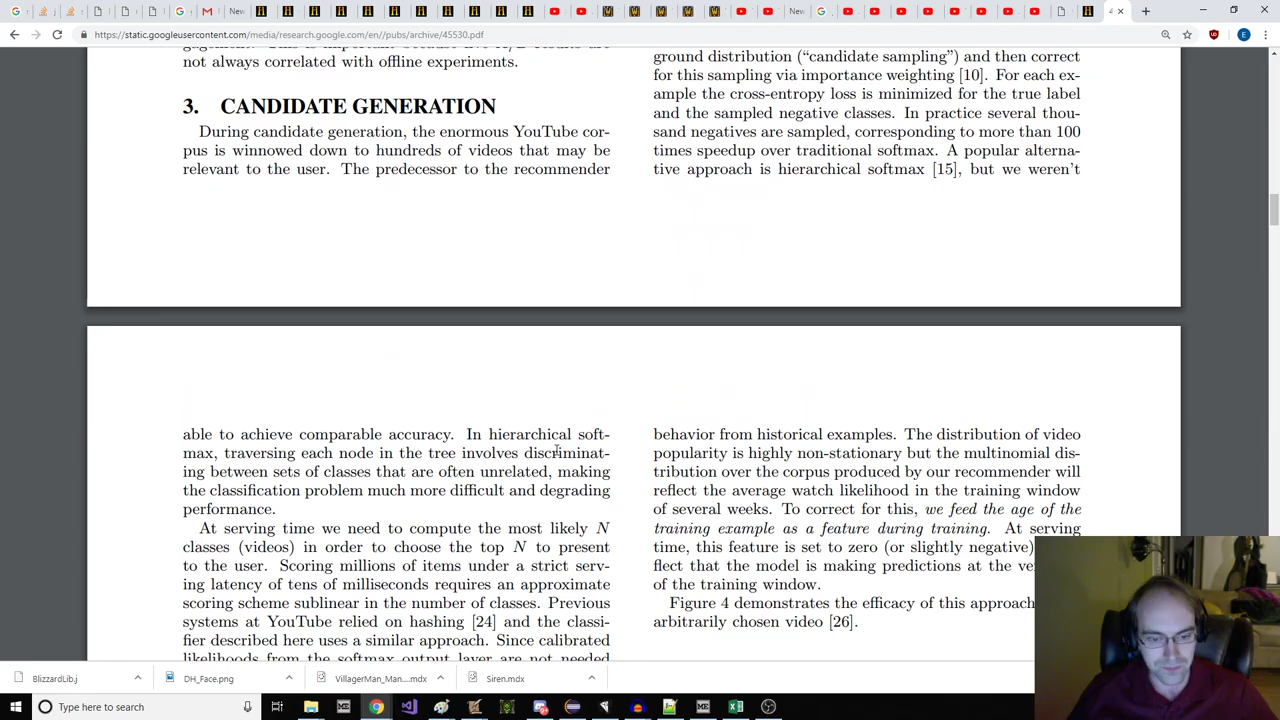 New
New
4
https://static.googleusercontent.com/media/research.google.com/en//pubs/archive/45530.pdf
E
not always correlated with offline experiments.
3. CANDIDATE GENERATION
During candidate generation, the enormous YouTube cor-
pus is winnowed down to hundreds of videos that may be
relevant to the user. The predecessor to the recommender
ground distribution (“candidate sampling”) and then correct
for this sampling via importance weighting [10]. For each ex-
ample the cross-entropy loss is minimized for the true label
and the sampled negative classes. In practice several thou-
sand negatives are sampled, corresponding to more than 100
times speedup over traditional softmax. A popular alterna-
tive approach is hierarchical softmax [15], but we weren't
able to achieve comparable accuracy. In hierarchical soft-
max, traversing each node in the tree involves discriminat-
ing between sets of classes that are often unrelated, making
the classification problem much more difficult and degrading
performance.
At serving time we need to compute the most likely N
classes (videos) in order to choose the top N to present
to the user. Scoring millions of items under a strict serv-
ing latency of tens of milliseconds requires an approximate
scoring scheme sublinear in the number of classes. Previous
systems at YouTube relied on hashing [24] and the classi-
fier described here uses a similar approach. Since calibrated
likelihoods from the softmax output layer are not needed
behavior from historical examples. The distribution of video
popularity is highly non-stationary but the multinomial dis-
tribution over the corpus produced by our recommender will
reflect the average watch likelihood in the training window
of several weeks. To correct for this, we feed the age of the
training example as a feature during training. At serving
time, this feature is set to zero (or slightly negative)
flect that the model is making predictions at the
of the training window.
Figure 4 demonstrates the efficacy of this approach
arbitrarily chosen video [26].
BlizzardLib.j
DH_Face.png
VillagerMan_Man....mdx
Siren.mdx
Type here to search